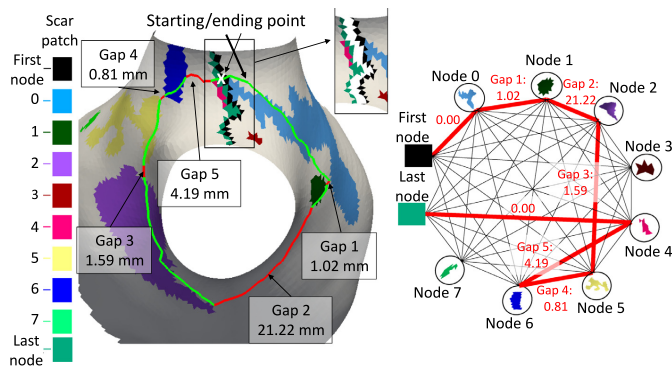 Scar
patch
First
node
0
1
2
3
4
5
6
7
Last
node
Starting/ending point
Gap 4
0.81 mm
Gap 5
4.19 mm
Gap 3
1.59 mm
Gap 1
1.02 mm
Gap 2
21.22 mm
Node 0
Node 1
Node 2
Node 3
Node 4
Node 5
Node 6
Node 7
First
node
Last
node
0.00
Gap 1:
1.02
Gap 2:
21.22
Gap 3:
1.59
0.00
Gap 5:
4.19
Gap 4:
0.81